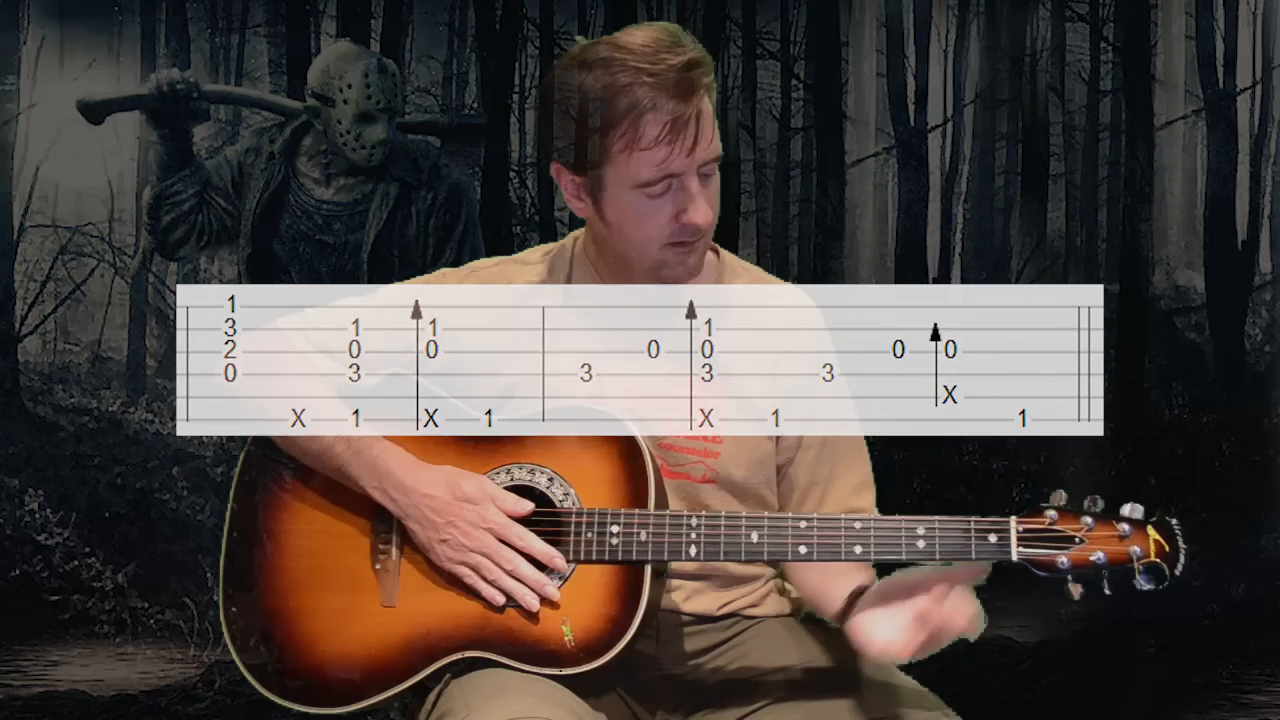 1
3 1 1 1
2 0 0 0 0 0 0
0 3 3 3 3
X
X 1 X 1 X 1 1
counselor